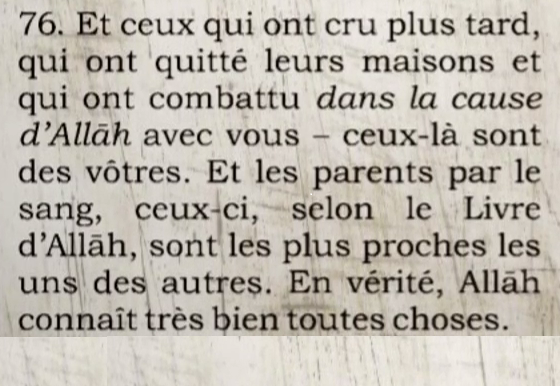 76. Et ceux qui ont cru plus tard,
qui ont quitté leurs maisons et
qui ont combattu dans la cause
d’Allāh avec vous – ceux-là sont
des vôtres. Et les parents par le
sang, ceux-ci, selon le Livre
d’Allāh, sont les plus proches les
uns des autres. En vérité, Allāh
connaît très bien toutes choses.